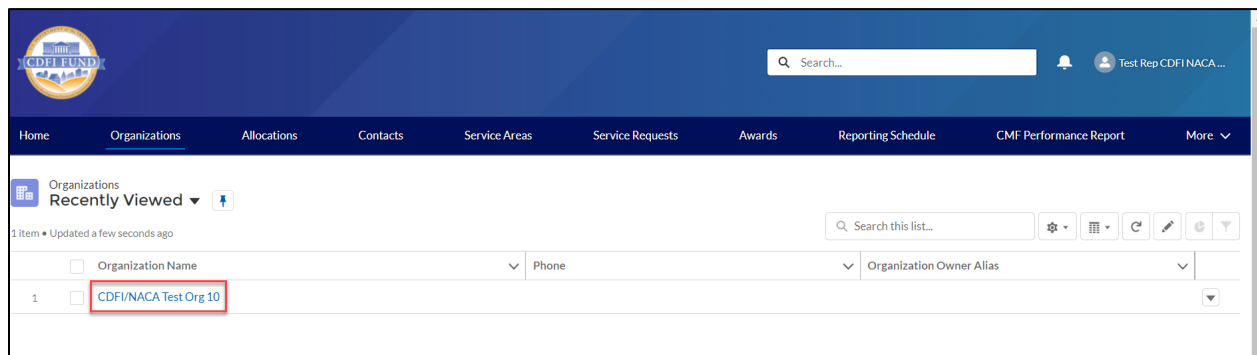 CDFI FUND
Search...
Test Rep CDFI NACA ...
Home Organizations Allocations Contacts Service Areas Service Requests Awards Reporting Schedule CMF Performance Report More
Organizations
Recently Viewed
1 item • Updated a few seconds ago
Search this list...
Organization Name Phone Organization Owner Alias
1 CDFI/NACA Test Org 10